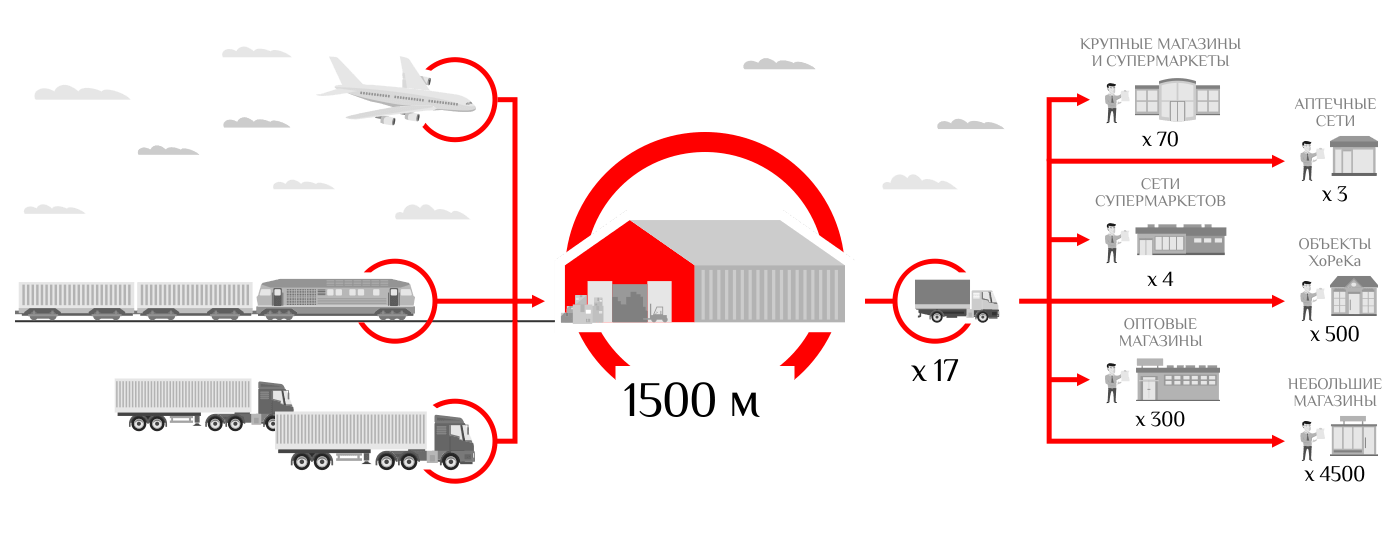 КРУПНЫЕ МАГАЗИНЫ
И СУПЕРМАРКЕТЫ
x 70
АПТЕЧНЫЕ
СЕТИ
x 3
СЕТИ
СУПЕРМАРКЕТОВ
x 4
ОБЪЕКТЫ
ХоРеКа
x 500
ОПТОВЫЕ
МАГАЗИНЫ
x 300
НЕБОЛЬШИЕ
МАГАЗИНЫ
x 4500
x 17
1500 м